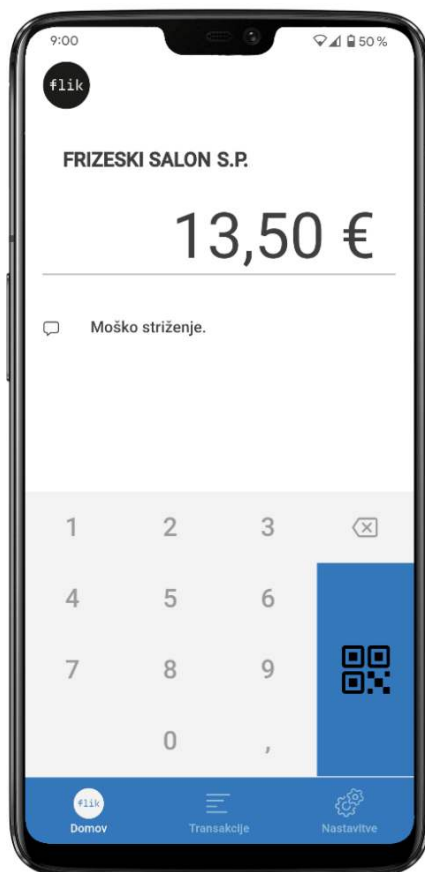 9:00
50 %
flik
FRIZESKI SALON S.P.
13,50 €
Moško striženje.
1 2 3
4 5 6
7 8 9
0 ,
flik
Domov Transakcije Nastavitve